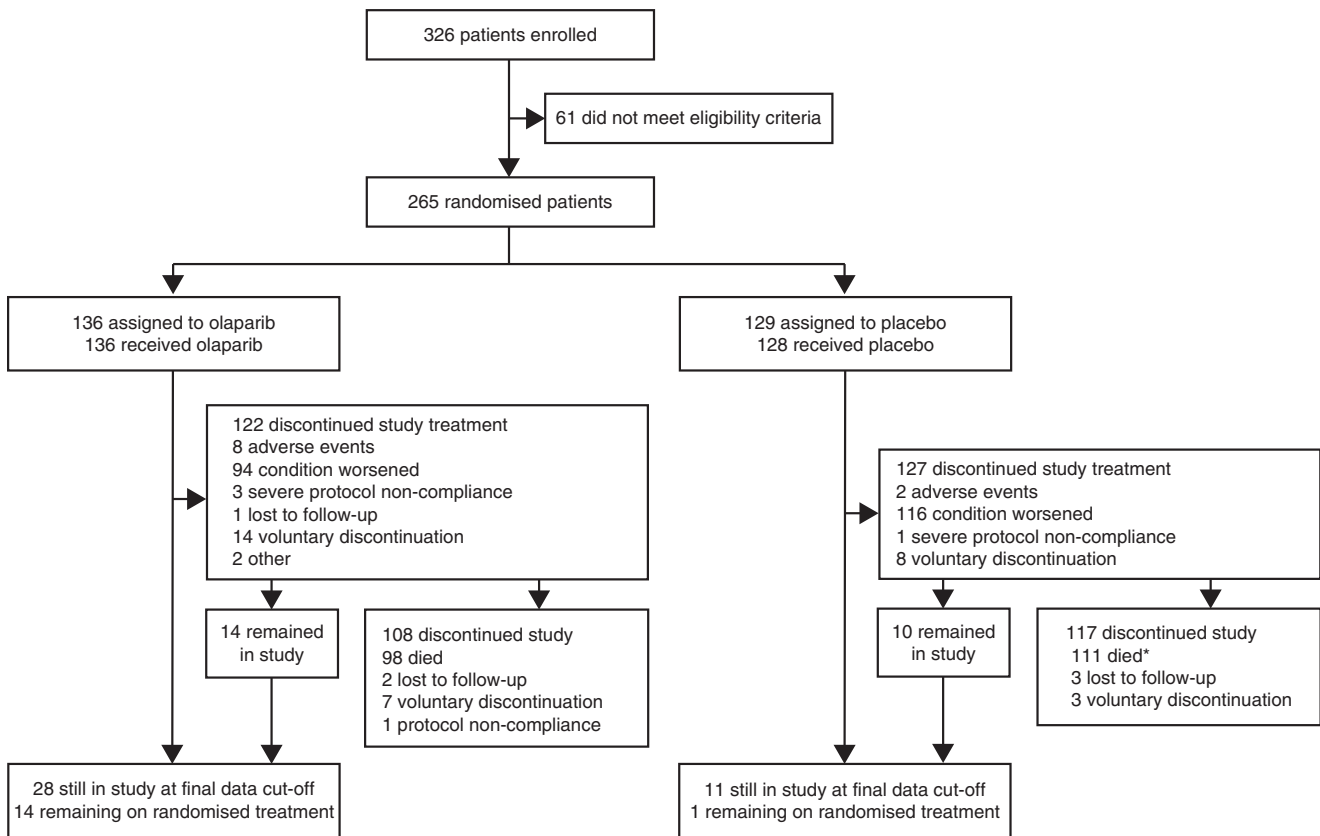 326 patients enrolled
61 did not meet eligibility criteria
265 randomised patients
136 assigned to olaparib
136 received olaparib
129 assigned to placebo
128 received placebo
122 discontinued study treatment
8 adverse events
94 condition worsened
3 severe protocol non-compliance
1 lost to follow-up
14 voluntary discontinuation
2 other
127 discontinued study treatment
2 adverse events
116 condition worsened
1 severe protocol non-compliance
8 voluntary discontinuation
14 remained
in study
108 discontinued study
98 died
2 lost to follow-up
7 voluntary discontinuation
1 protocol non-compliance
10 remained
in study
117 discontinued study
111 died*
3 lost to follow-up
3 voluntary discontinuation
28 still in study at final data cut-off
14 remaining on randomised treatment
11 still in study at final data cut-off
1 remaining on randomised treatment